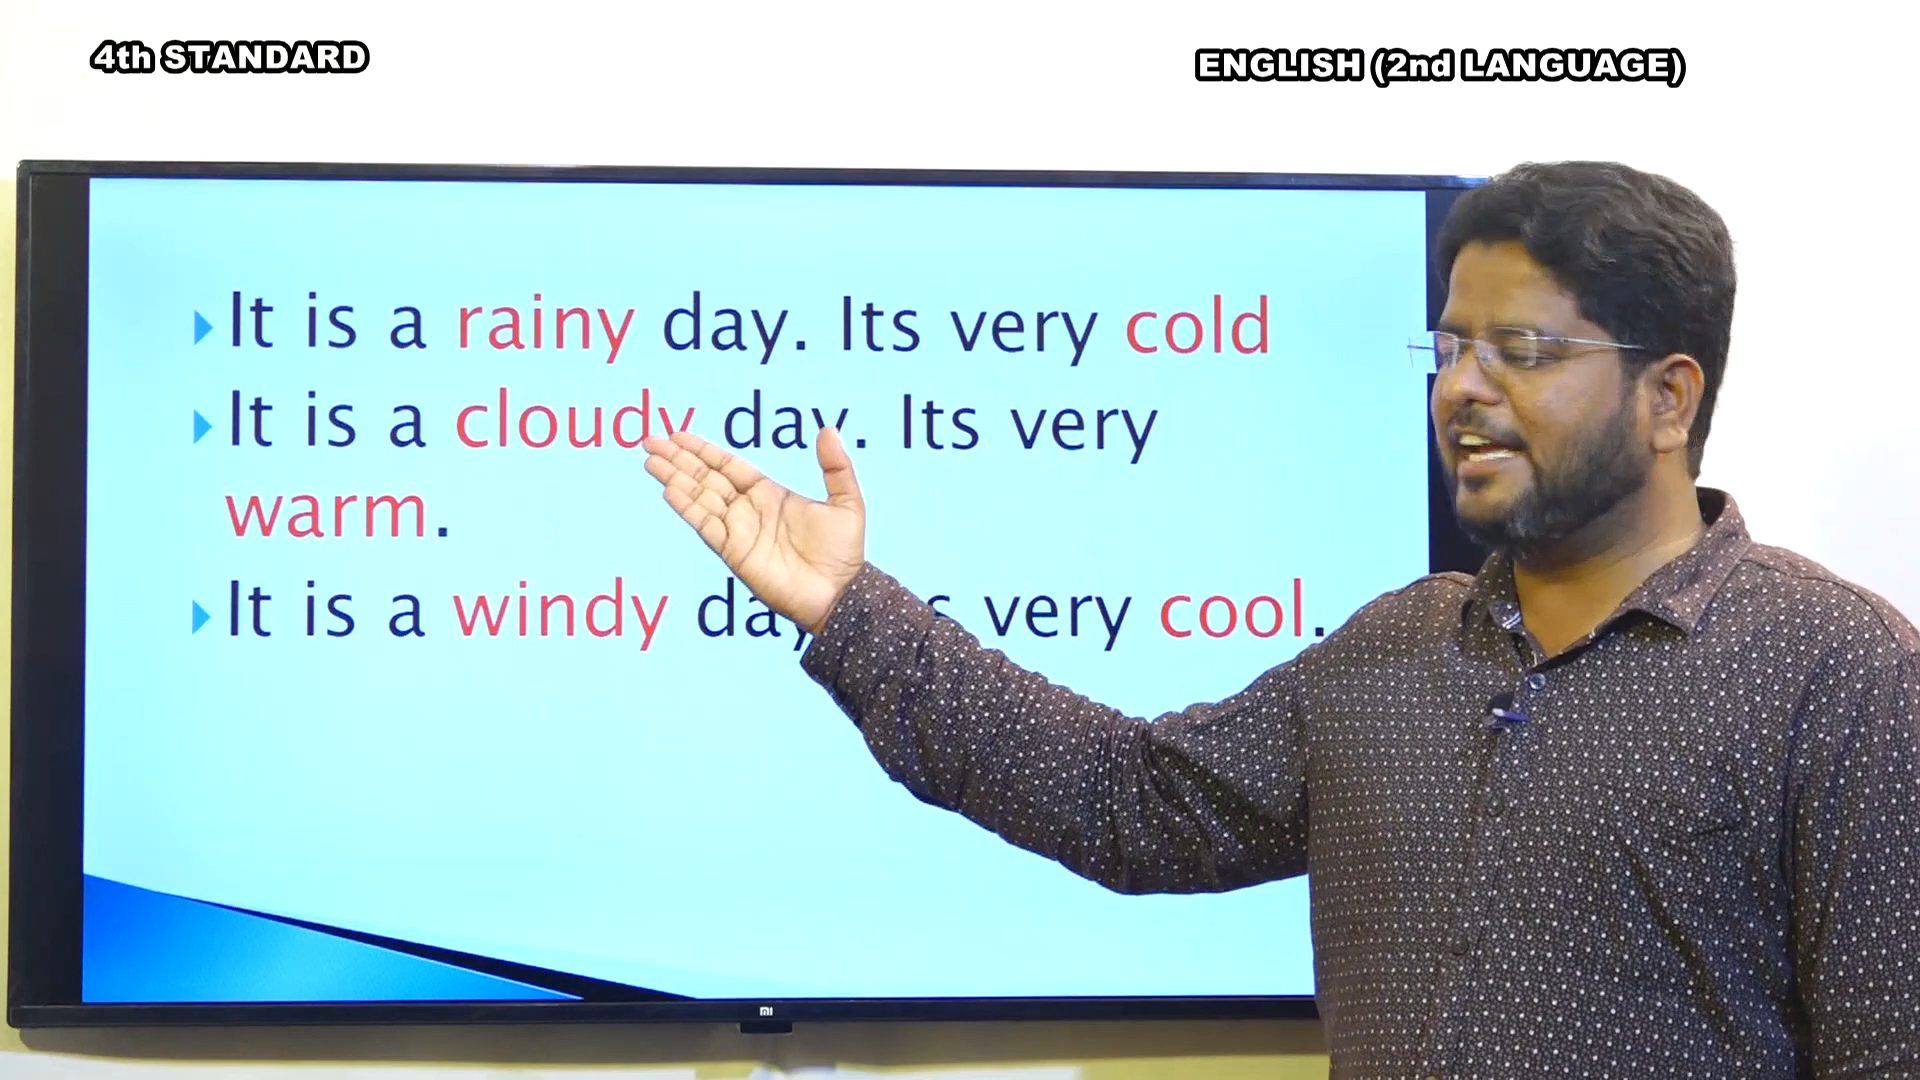 4th STANDARD
ENGLISH (2nd LANGUAGE)
It is a rainy day. Its very cold
It is a cloudy day. Its very
warm.
It is a windy day very cool.
mi